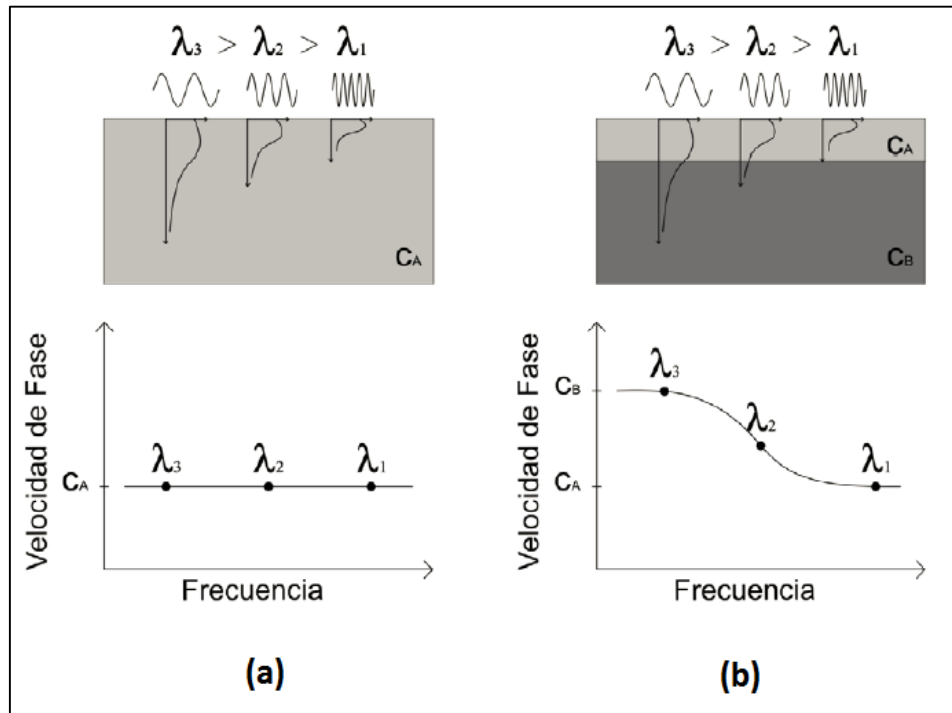 λ3 > λ2 > λ1
CA
Velocidad de Fase
CA
λ3 λ2 λ1
Frecuencia
(a)
λ3 > λ2 > λ1
CA
CB
Velocidad de Fase
CB
CA
λ3
λ2
λ1
Frecuencia
(b)